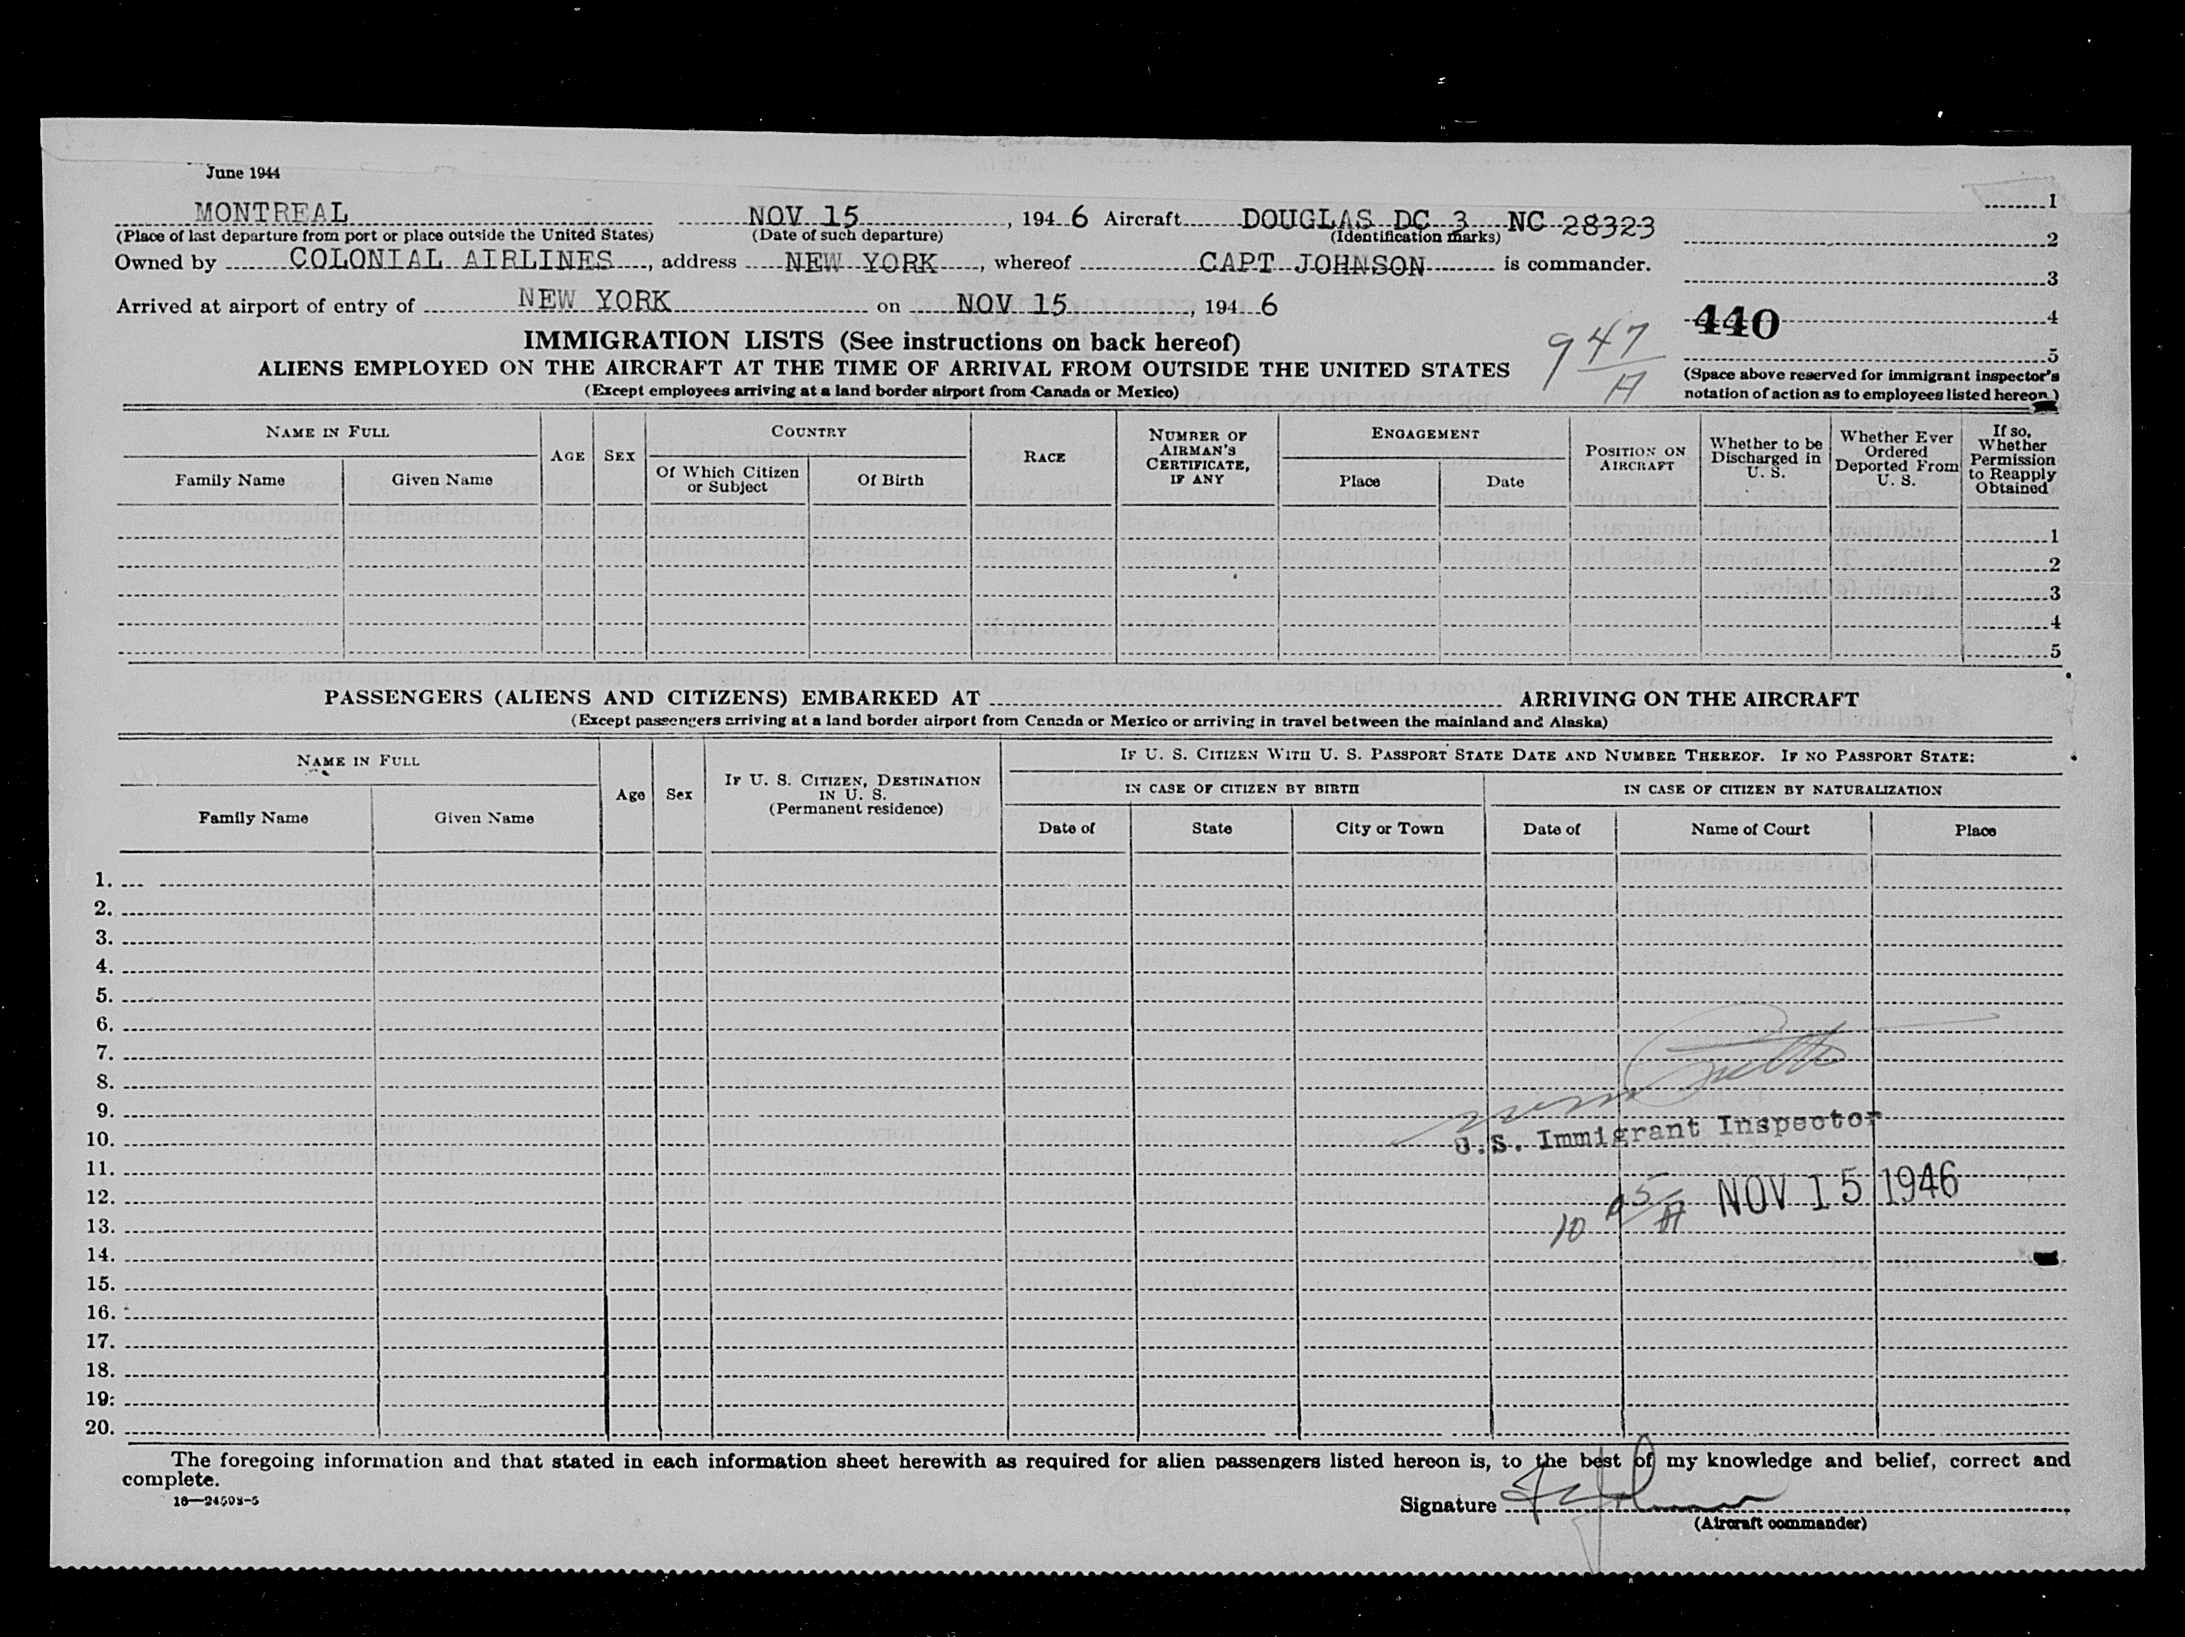 June 1944
MONTREAL NOV 15, 1946 Aircraft DOUGLAS DC 3 NC 28323
(Place of last departure from port or place outside the United States) (Date of such departure) (Identification marks)
Owned by COLONIAL AIRLINES, address NEW YORK, whereof CAPT JOHNSON is commander.
Arrived at airport of entry of NEW YORK on NOV 15, 1946
1
2
3
440 4
5
(Space above reserved for immigrant inspector's notation of action as to employees listed hereon.)
947
A
IMMIGRATION LISTS (See instructions on back hereof)
ALIENS EMPLOYED ON THE AIRCRAFT AT THE TIME OF ARRIVAL FROM OUTSIDE THE UNITED STATES
(Except employees arriving at a land border airport from Canada or Mexico)
NAME IN FULL
Family Name Given Name
AGE SEX
COUNTRY
Of Which Citizen or Subject Of Birth
RACE
NUMBER OF AIRMAN'S CERTIFICATE, IF ANY
ENGAGEMENT
Place Date
POSITION ON AIRCRAFT
Whether to be Discharged in U. S.
Whether Ever Ordered Deported From U. S.
If so, Whether Permission to Reapply Obtained
1
2
3
4
5
PASSENGERS (ALIENS AND CITIZENS) EMBARKED AT ARRIVING ON THE AIRCRAFT
(Except passengers arriving at a land border airport from Canada or Mexico or arriving in travel between the mainland and Alaska)
NAME IN FULL
Family Name Given Name
Age Sex
IF U. S. CITIZEN, DESTINATION IN U. S.
(Permanent residence)
IF U. S. CITIZEN WITH U. S. PASSPORT STATE DATE AND NUMBER THEREOF. IF NO PASSPORT STATE:
IN CASE OF CITIZEN BY BIRTH IN CASE OF CITIZEN BY NATURALIZATION
Date of State City or Town Date of Name of Court Place
1.
2.
3.
4.
5.
6.
7.
8.
9.
10.
U.S. Immigrant Inspector
11.
12.
NOV 15 1946
13.
14.
15.
16.
17.
18.
19.
20.
The foregoing information and that stated in each information sheet herewith as required for alien passengers listed hereon is, to the best of my knowledge and belief, correct and
complete.
16—24503-5
Signature
(Aircraft commander)